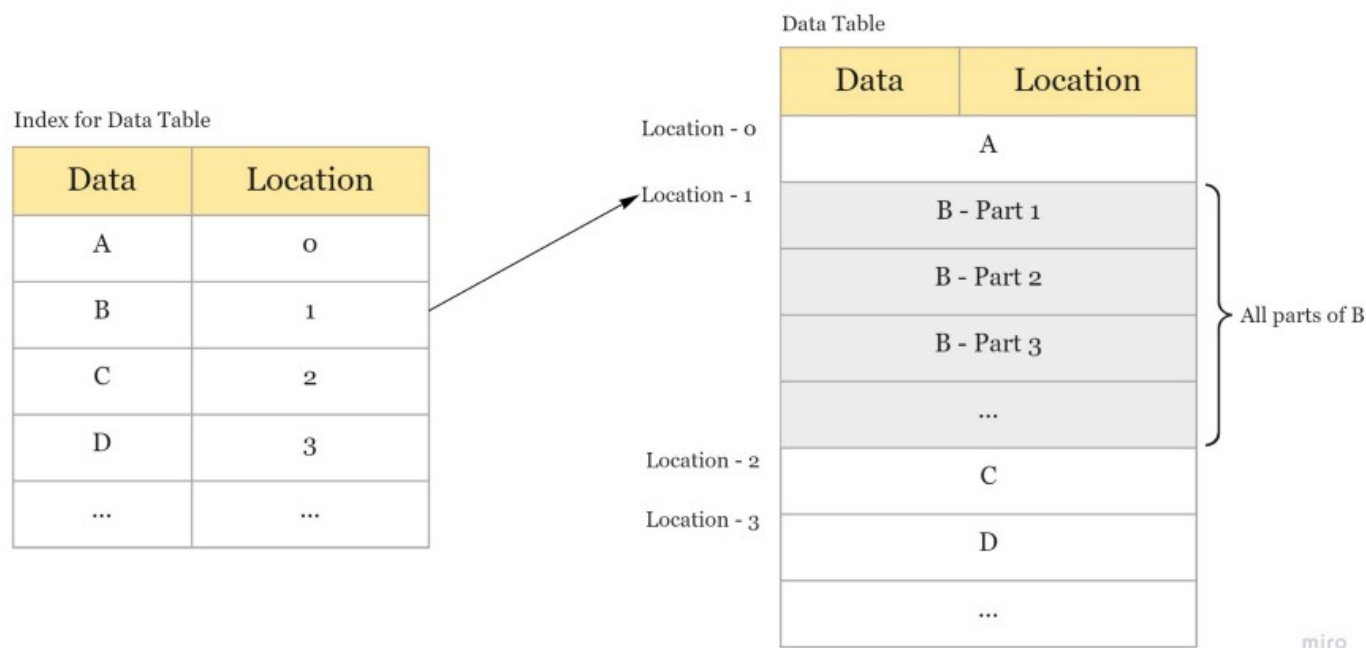 Index for Data Table
Data Location
A 0
B 1
C 2
D 3
... ...
Data Table
Data Location
Location - 0
A
Location - 1
B - Part 1
B - Part 2
B - Part 3
...
All parts of B
Location - 2
C
Location - 3
D
...
miro